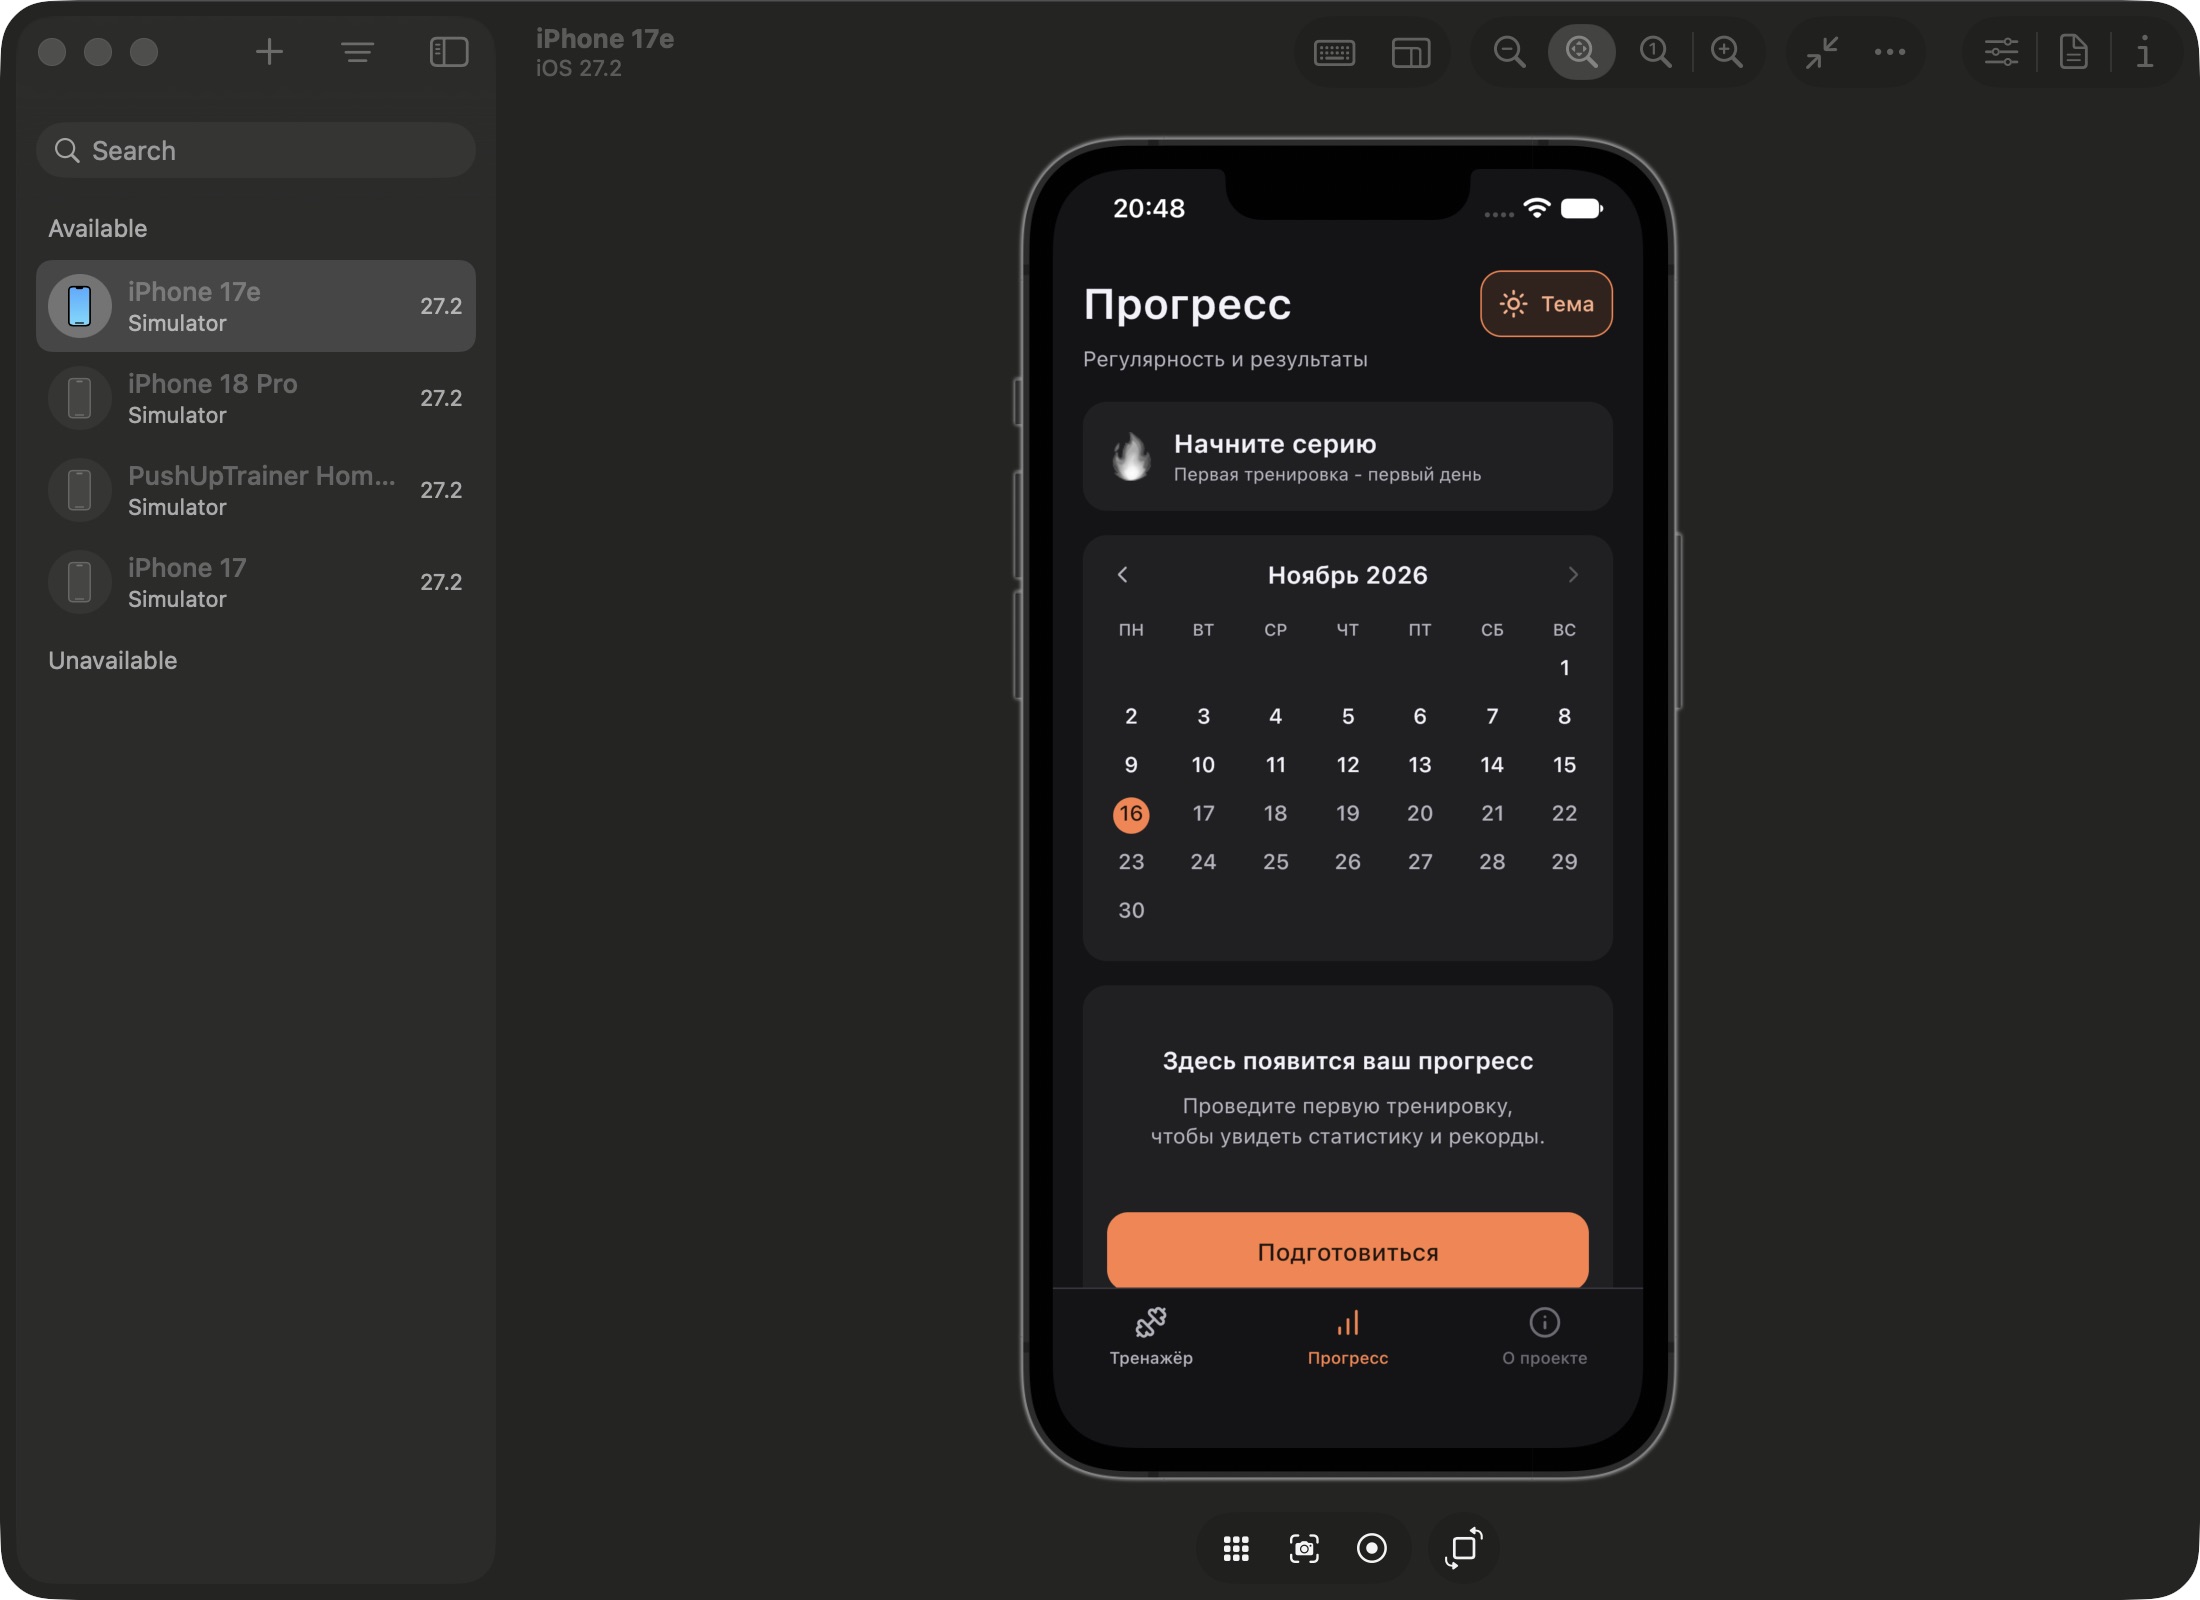 iPhone 17e
iOS 27.2
1
Search
Available
iPhone 17e
Simulator
27.2
iPhone 18 Pro
Simulator
27.2
PushUpTrainer Hom...
Simulator
27.2
iPhone 17
Simulator
27.2
Unavailable
20:48
Прогресс
Тема
Регулярность и результаты
Начните серию
Первая тренировка - первый день
Ноябрь 2026
ПН ВТ СР ЧТ ПТ СБ ВС
1
2 3 4 5 6 7 8
9 10 11 12 13 14 15
16 17 18 19 20 21 22
23 24 25 26 27 28 29
30
Здесь появится ваш прогресс
Проведите первую тренировку,
чтобы увидеть статистику и рекорды.
Подготовиться
Тренажёр
Прогресс
О проекте